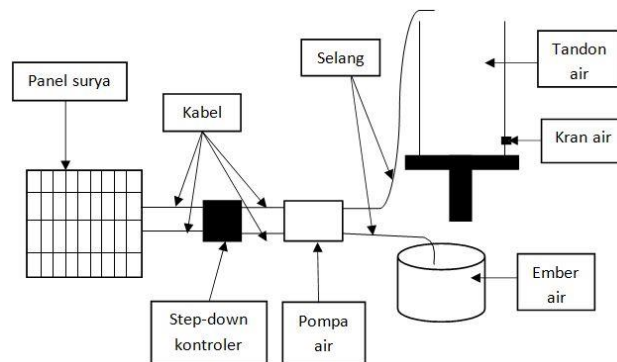 Panel surya
Kabel
Selang
Tandon
air
Kran air
Step-down
kontroler
Pompa
air
Ember
air